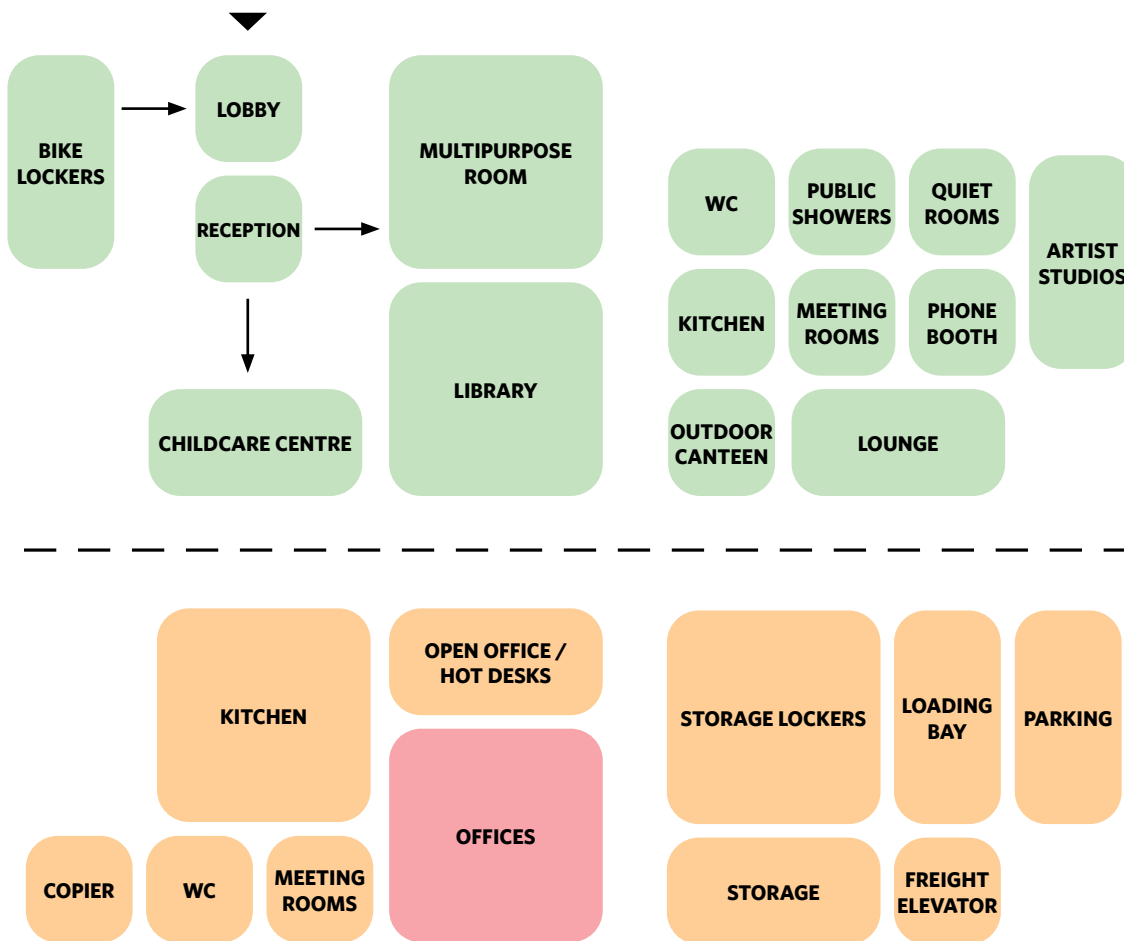 LOBBY
BIKE
LOCKERS
MULTIPURPOSE
ROOM
RECEPTION
WC
PUBLIC
SHOWERS
QUIET
ROOMS
ARTIST
STUDIOS
KITCHEN
MEETING
ROOMS
PHONE
BOOTH
LIBRARY
CHILDCARE CENTRE
OUTDOOR
CANTEEN
LOUNGE
KITCHEN
OPEN OFFICE /
HOT DESKS
STORAGE LOCKERS
LOADING
BAY
PARKING
OFFICES
COPIER
WC
MEETING
ROOMS
STORAGE
FREIGHT
ELEVATOR